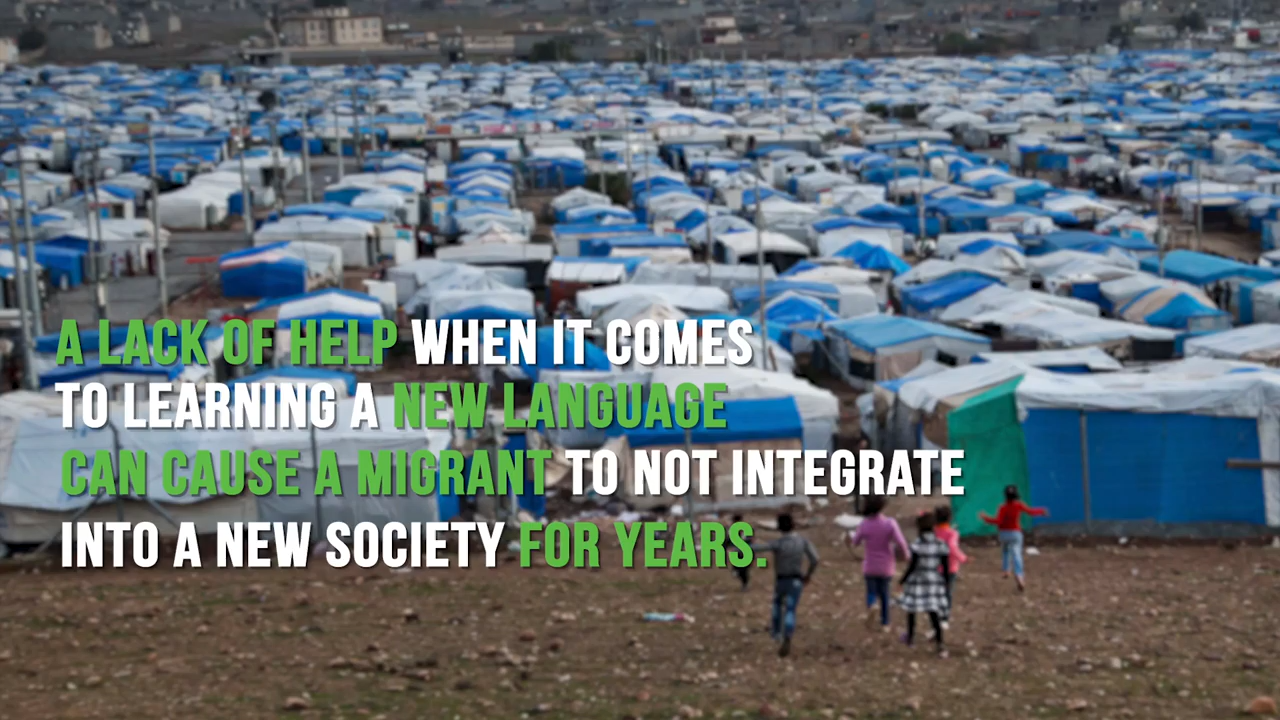 A LACK OF HELP WHEN IT COMES
TO LEARNING A NEW LANGUAGE
CAN CAUSE A MIGRANT TO NOT INTEGRATE
INTO A NEW SOCIETY FOR YEARS.